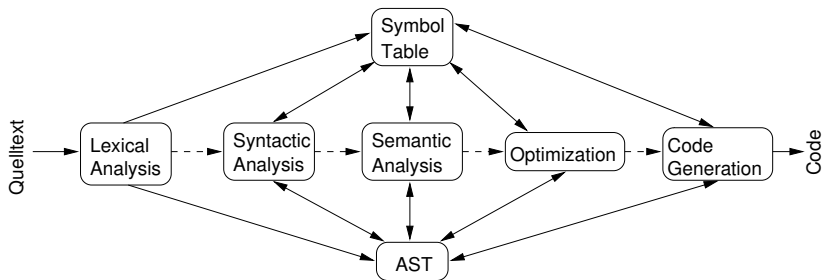 Symbol
Table
Quelltext
Lexical
Analysis
Syntactic
Analysis
Semantic
Analysis
Optimization
Code
Generation
Code
AST